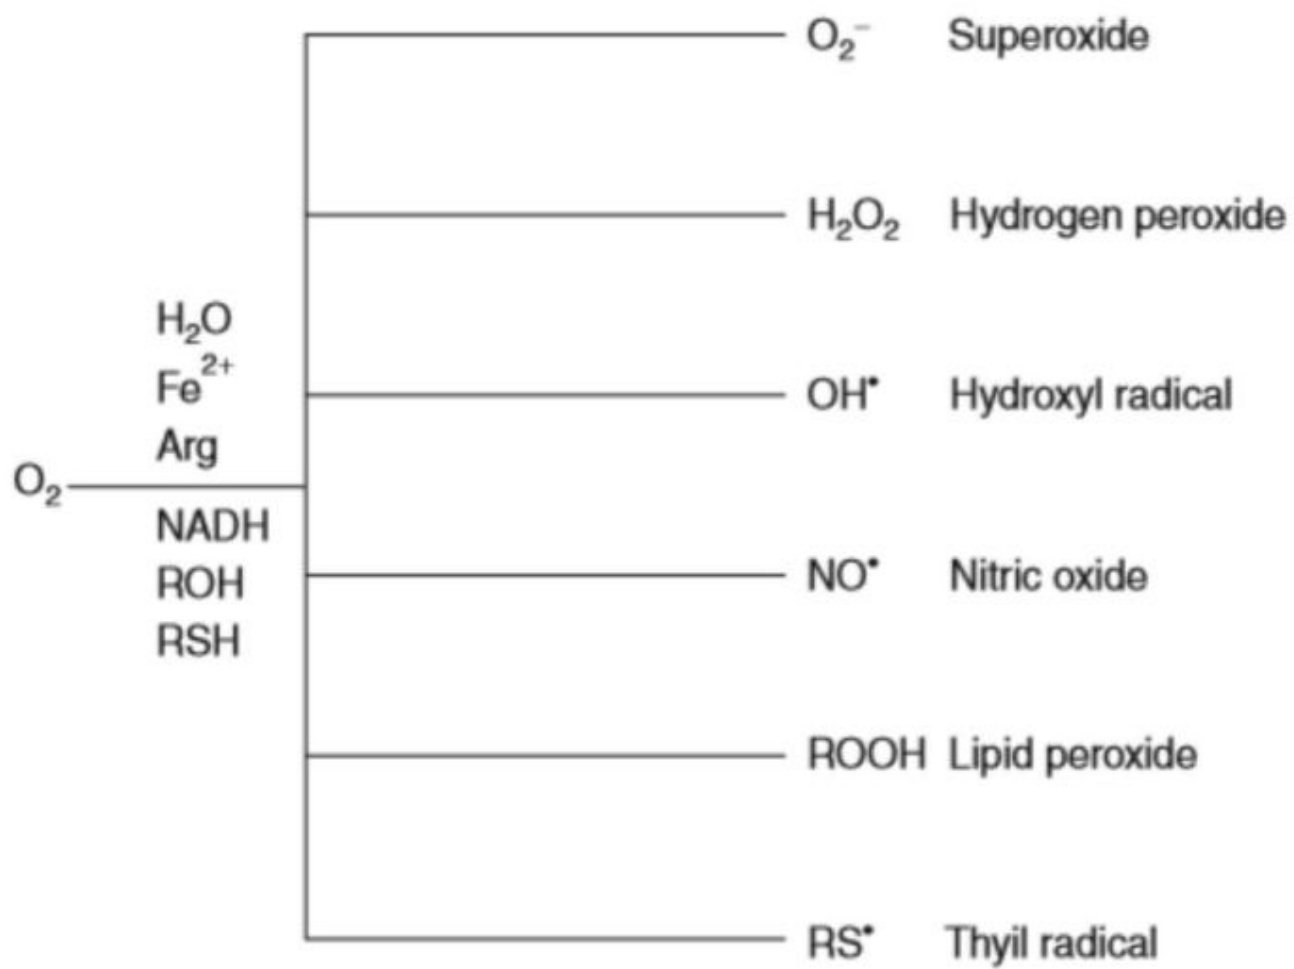 O₂⁻ Superoxide
H₂O₂ Hydrogen peroxide
H₂O
Fe²⁺
OH• Hydroxyl radical
Arg
O₂
NADH
NO• Nitric oxide
ROH
RSH
ROOH Lipid peroxide
RS• Thyil radical